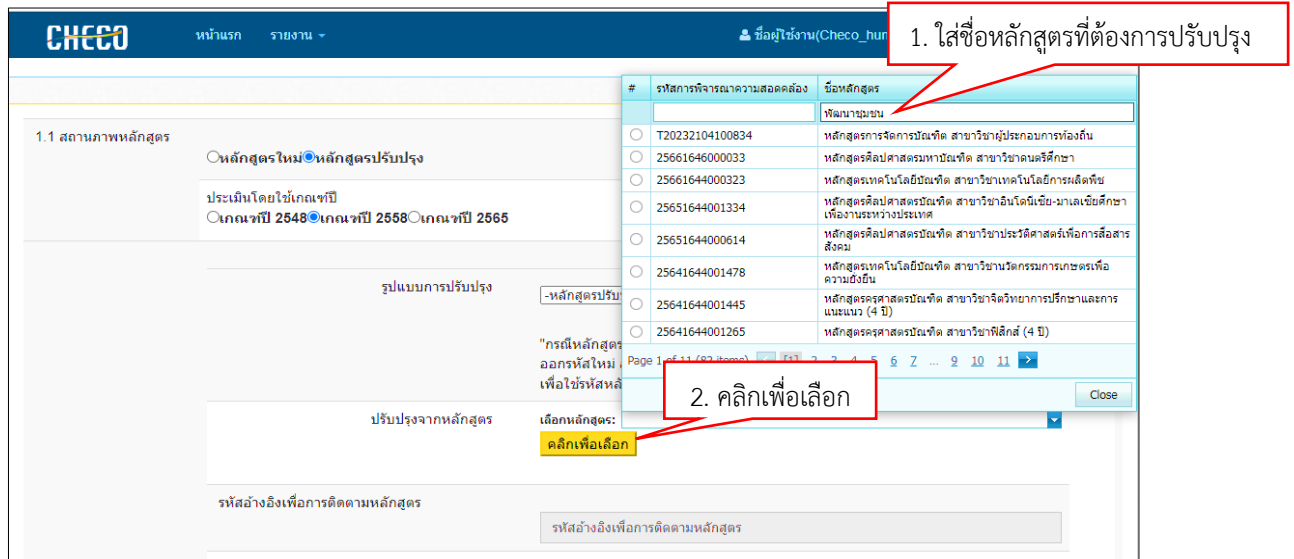 CHECO
หน้าแรก รายงาน
ชื่อผู้ใช้งาน(Checo_hun
1. ใส่ชื่อหลักสูตรที่ต้องการปรับปรุง
# รหัสการพิจารณาความสอดคล้อง ชื่อหลักสูตร
พัฒนาชุมชน
T20232104100834 หลักสูตรการจัดการบัณฑิต สาขาวิชาผู้ประกอบการท้องถิ่น
25661646000033 หลักสูตรศิลปศาสตรมหาบัณฑิต สาขาวิชาดนตรีศึกษา
25661644000323 หลักสูตรเทคโนโลยีบัณฑิต สาขาวิชาเทคโนโลยีการผลิตพืช
25651644001334 หลักสูตรศิลปศาสตรบัณฑิต สาขาวิชาอินโดนีเซีย-มาเลเซียศึกษา
เพื่องานระหว่างประเทศ
25651644000614 หลักสูตรศิลปศาสตรบัณฑิต สาขาวิชาประวัติศาสตร์เพื่อการสื่อสาร
สังคม
25641644001478 หลักสูตรเทคโนโลยีบัณฑิต สาขาวิชานวัตกรรมการเกษตรเพื่อ
ความยั่งยืน
25641644001445 หลักสูตรครุศาสตรบัณฑิต สาขาวิชาจิตวิทยาการปรึกษาและการ
แนะแนว (4 ปี)
25641644001265 หลักสูตรครุศาสตรบัณฑิต สาขาวิชาฟิสิกส์ (4 ปี)
Page 1 of 11 (82 items) [1] 2 3 4 5 6 7 … 9 10 11
Close
1.1 สถานภาพหลักสูตร
หลักสูตรใหม่ หลักสูตรปรับปรุง
ประเมินโดยใช้เกณฑ์ปี
เกณฑ์ปี 2548 เกณฑ์ปี 2558 เกณฑ์ปี 2565
รูปแบบการปรับปรุง
-หลักสูตรปรับ
"กรณีหลักสูตร
ออกรหัสใหม่
เพื่อใช้รหัสหลั
2. คลิกเพื่อเลือก
ปรับปรุงจากหลักสูตร เลือกหลักสูตร:
คลิกเพื่อเลือก
รหัสอ้างอิงเพื่อการติดตามหลักสูตร
รหัสอ้างอิงเพื่อการติดตามหลักสูตร